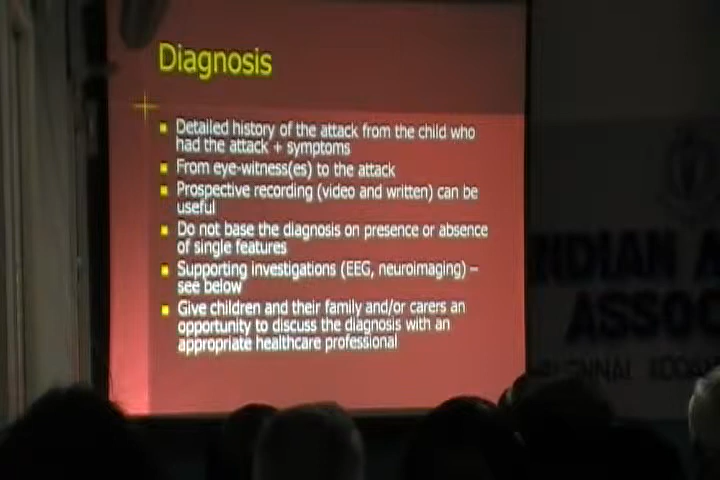 Diagnosis
Detailed history of the attack from the child who
had the attack + symptoms
From eye-witness(es) to the attack
Prospective recording (video and written) can be
useful
Do not base the diagnosis on presence or absence
of single features
Supporting investigations (EEG, neuroimaging) –
see below
Give children and their family and/or carers an
opportunity to discuss the diagnosis with an
appropriate healthcare professional
NDIAN A
ASSOC